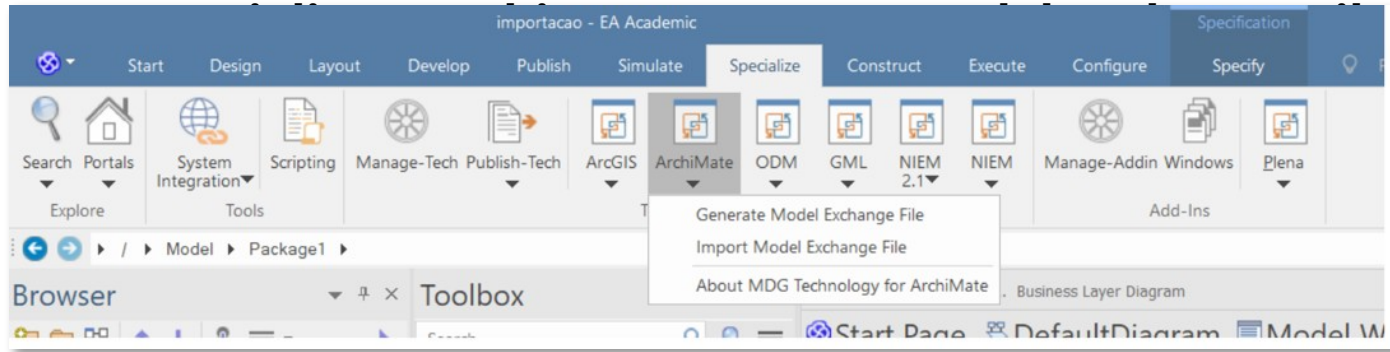 importacao - EA Academic
Specification
Start Design Layout Develop Publish Simulate Specialize Construct Execute Configure Specify
Search Portals System Integration Scripting Manage-Tech Publish-Tech ArcGIS ArchiMate ODM GML NIEM 2.1 NIEM Manage-Addin Windows Plena
Explore Tools Add-Ins
Generate Model Exchange File
Import Model Exchange File
About MDG Technology for ArchiMate
/ Model Package1
Browser Toolbox Business Layer Diagram
Start Page DefaultDiagram